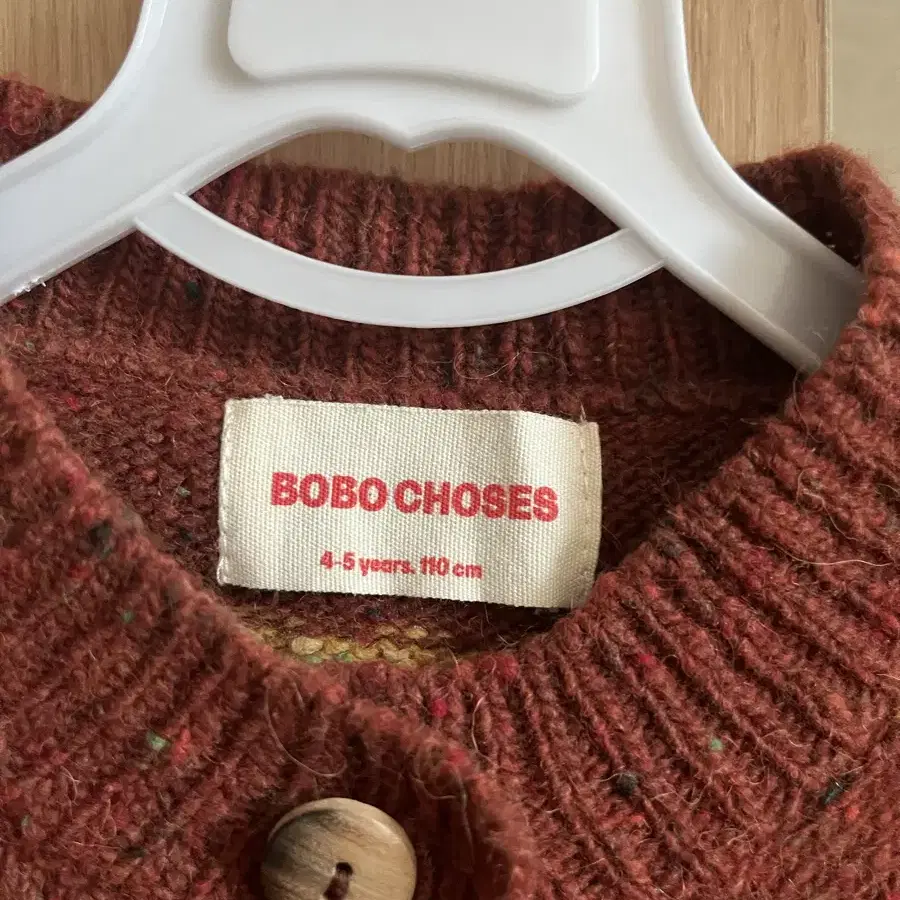 BOBO CHOSES
4-5 years. 110 cm